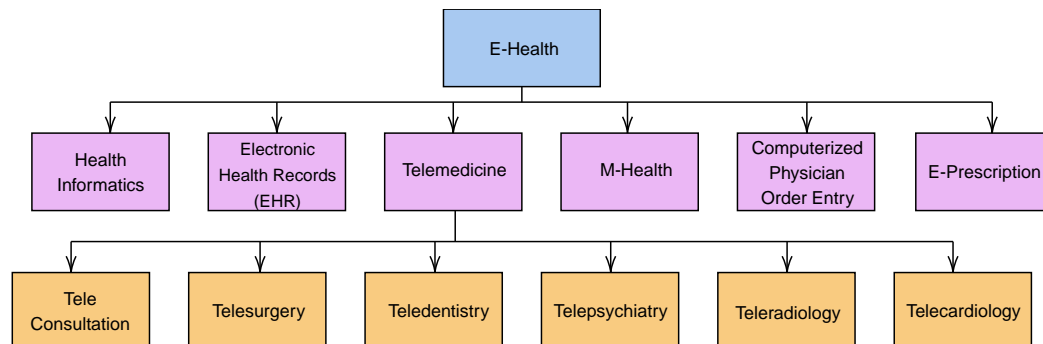 E-Health
Health
Informatics
Electronic
Health Records
(EHR)
Telemedicine
M-Health
Computerized
Physician
Order Entry
E-Prescription
Tele
Consultation
Telesurgery
Teledentistry
Telepsychiatry
Teleradiology
Telecardiology